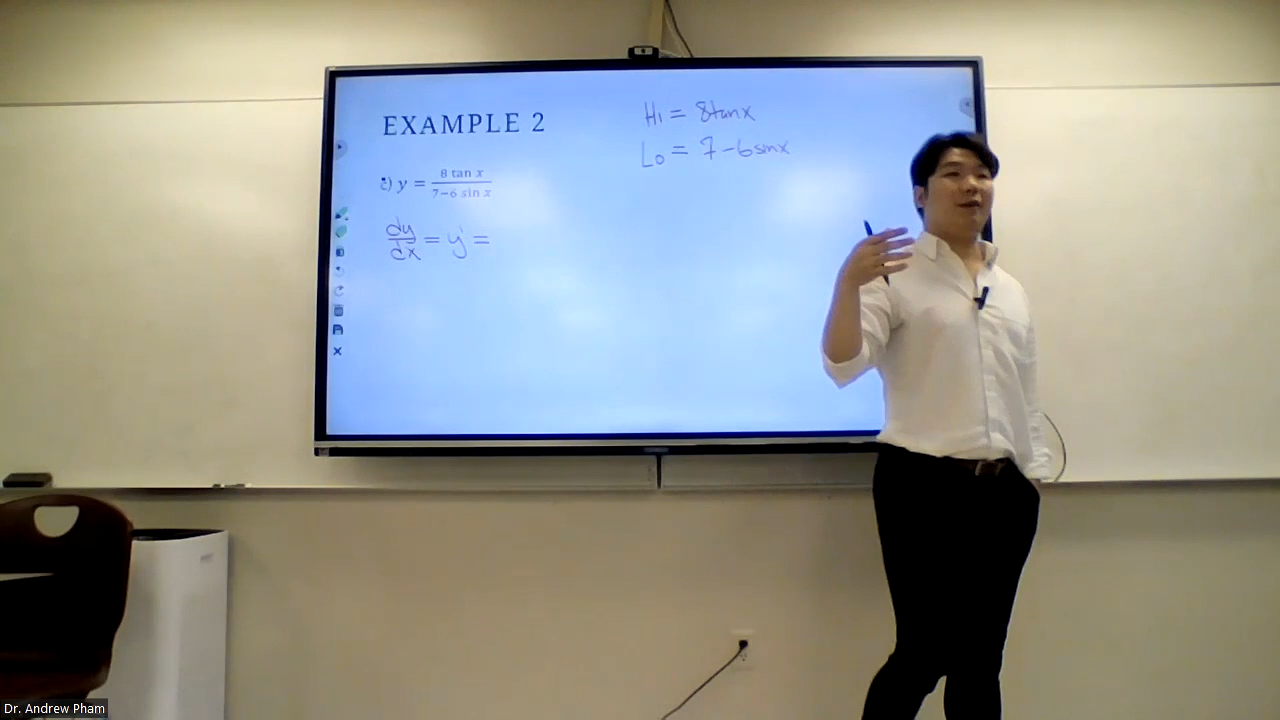 EXAMPLE 2
c) y = 8 tan x / 7−6 sin x
dy/dx = y' =
Hi = 8tanx
Lo = 7−6sinx
Dr. Andrew Pham